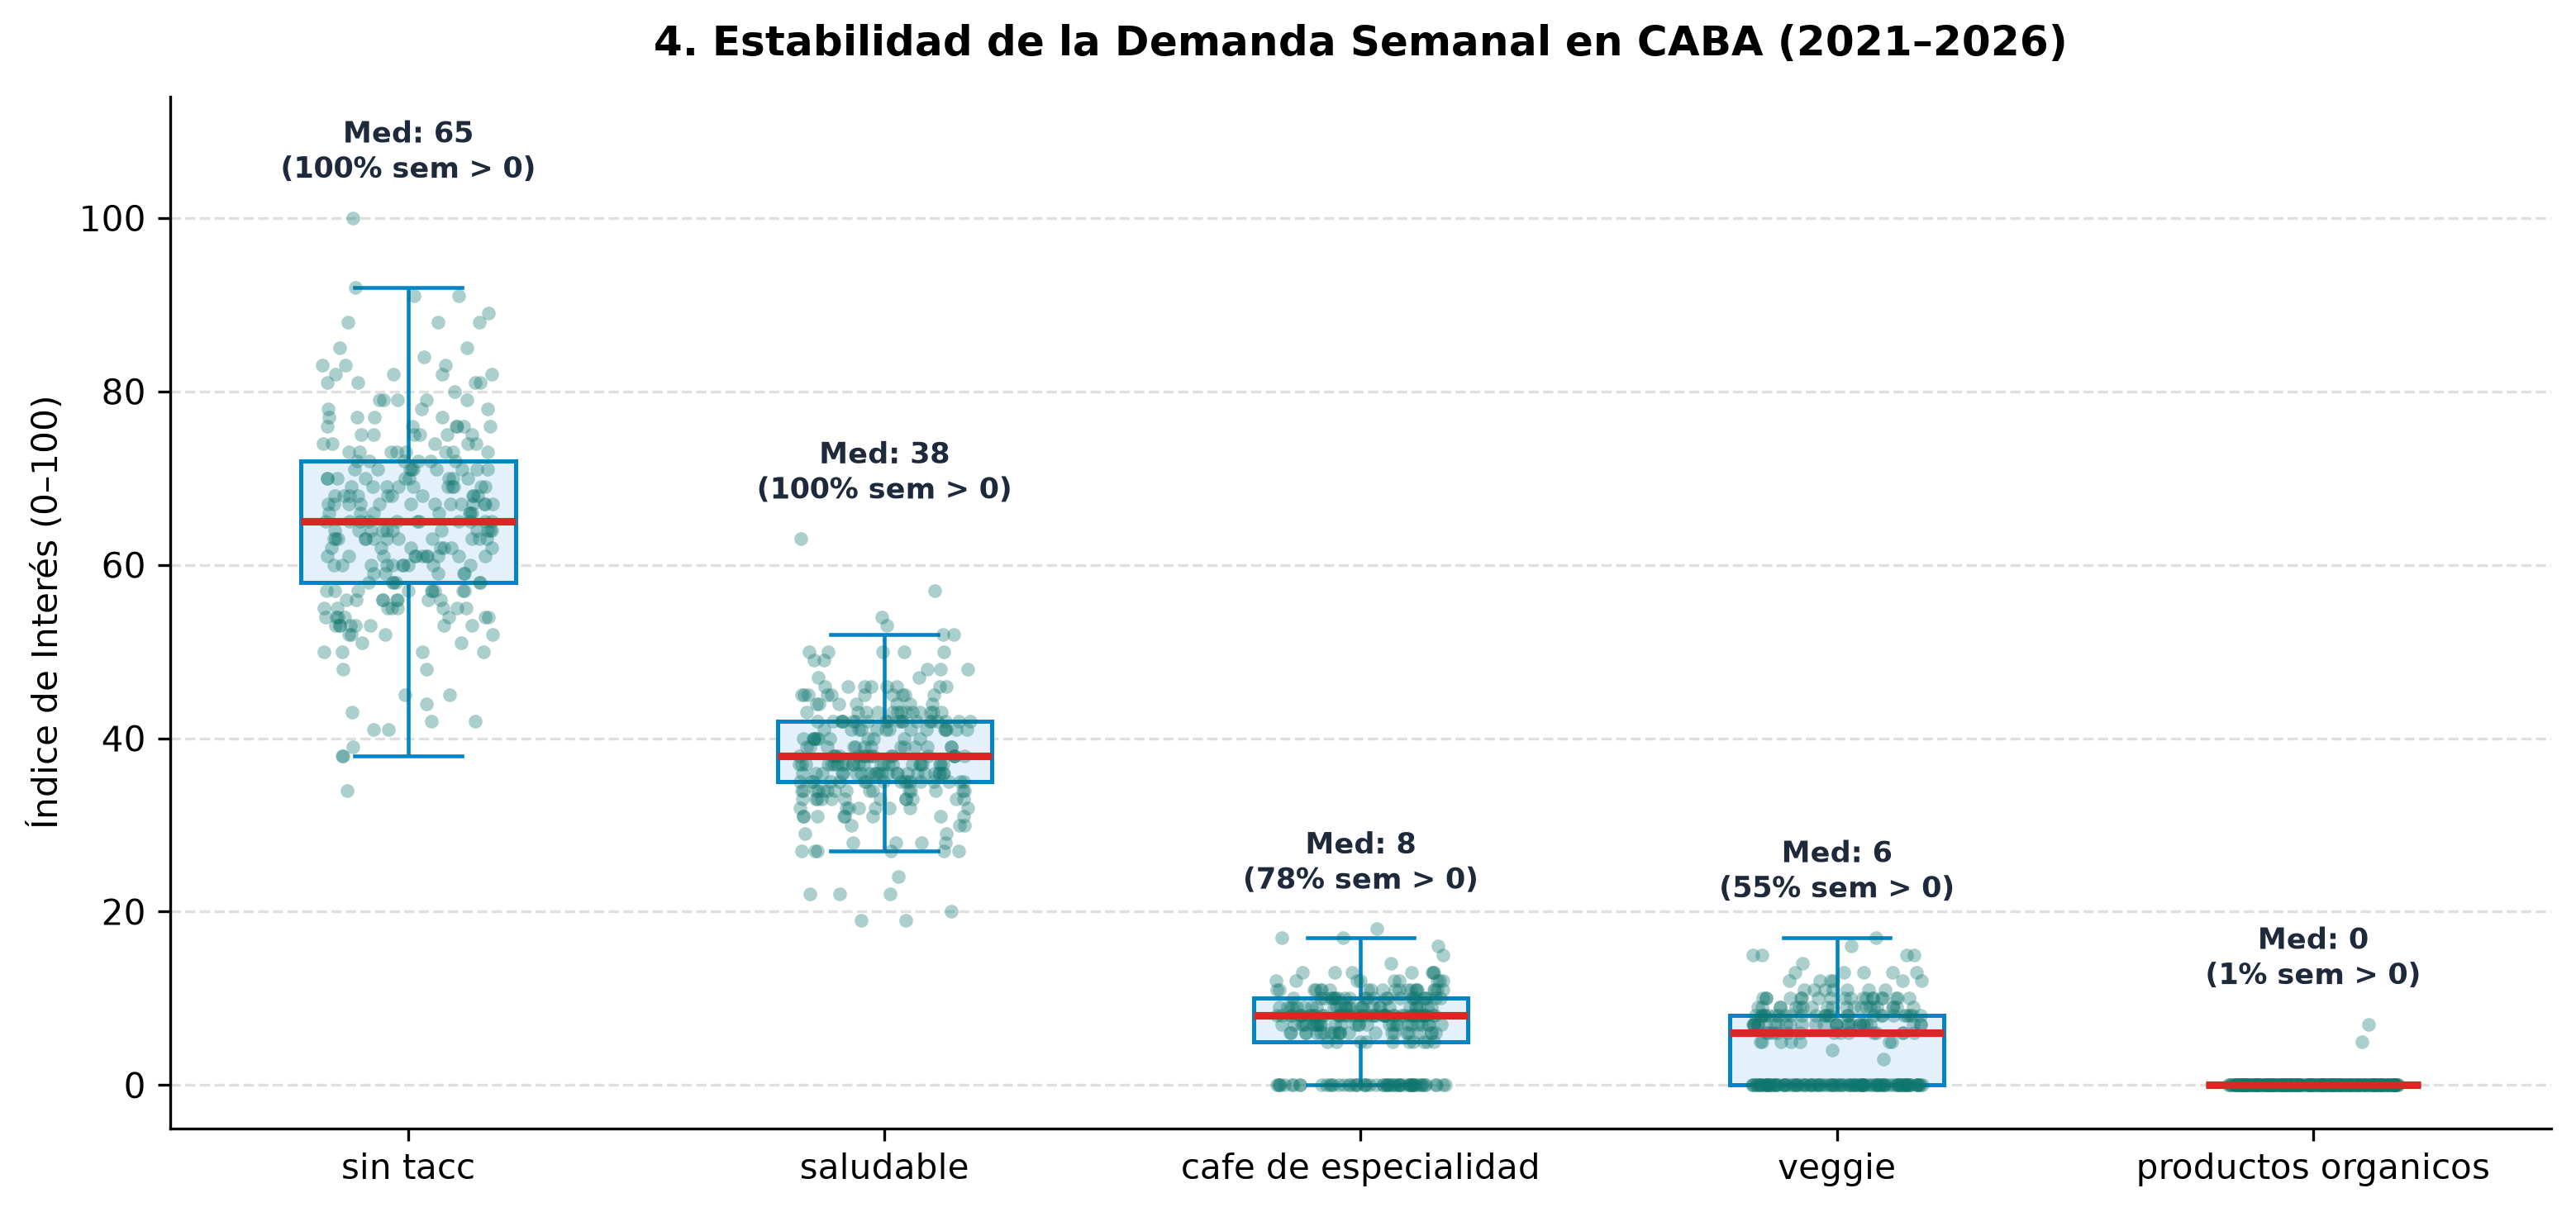 4. Estabilidad de la Demanda Semanal en CABA (2021–2026)
Índice de Interés (0–100)
100
80
60
40
20
0
Med: 65
(100% sem > 0)
Med: 38
(100% sem > 0)
Med: 8
(78% sem > 0)
Med: 6
(55% sem > 0)
Med: 0
(1% sem > 0)
sin tacc
saludable
cafe de especialidad
veggie
productos organicos